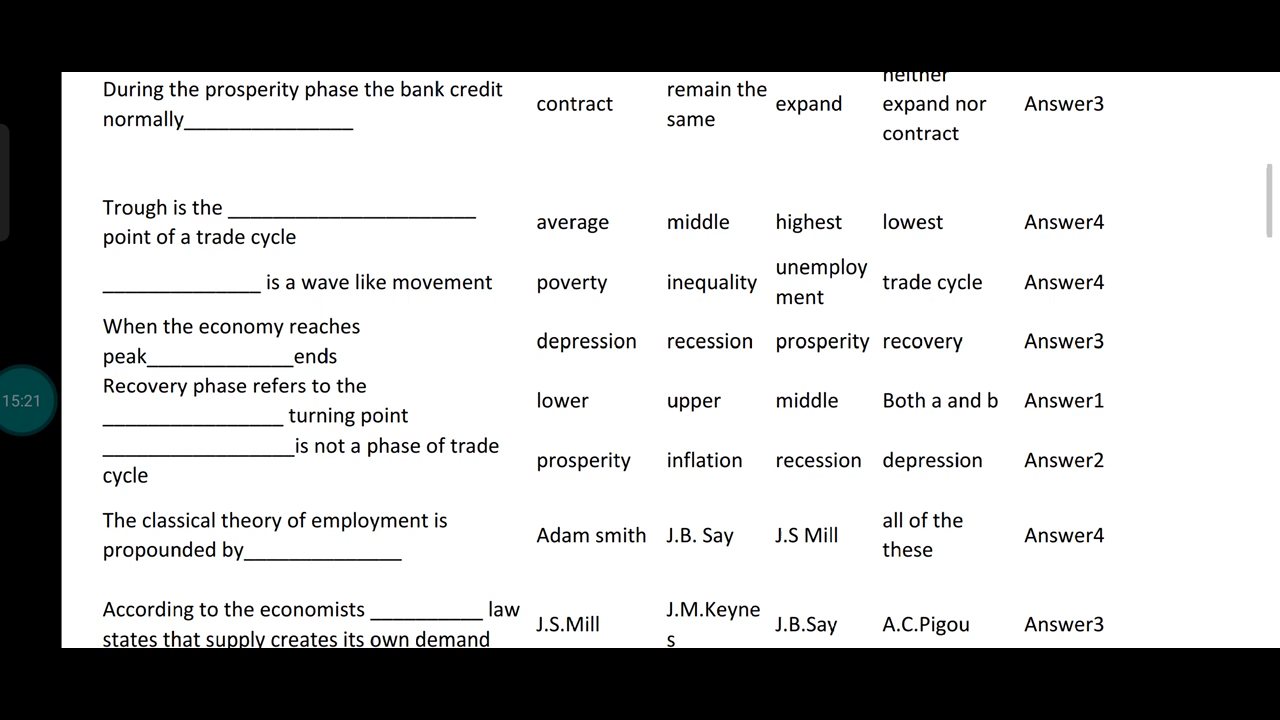 During the prosperity phase the bank credit normally_______________ contract remain the same expand neither expand nor contract Answer3
Trough is the ______________________ point of a trade cycle average middle highest lowest Answer4
_______________ is a wave like movement poverty inequality unemploy ment trade cycle Answer4
When the economy reaches peak_____________ends depression recession prosperity recovery Answer3
Recovery phase refers to the _________________ turning point lower upper middle Both a and b Answer1
_________________is not a phase of trade cycle prosperity inflation recession depression Answer2
The classical theory of employment is propounded by______________ Adam smith J.B. Say J.S Mill all of the these Answer4
According to the economists __________ law states that supply creates its own demand J.S.Mill J.M.Keyne s J.B.Say A.C.Pigou Answer3
15:21